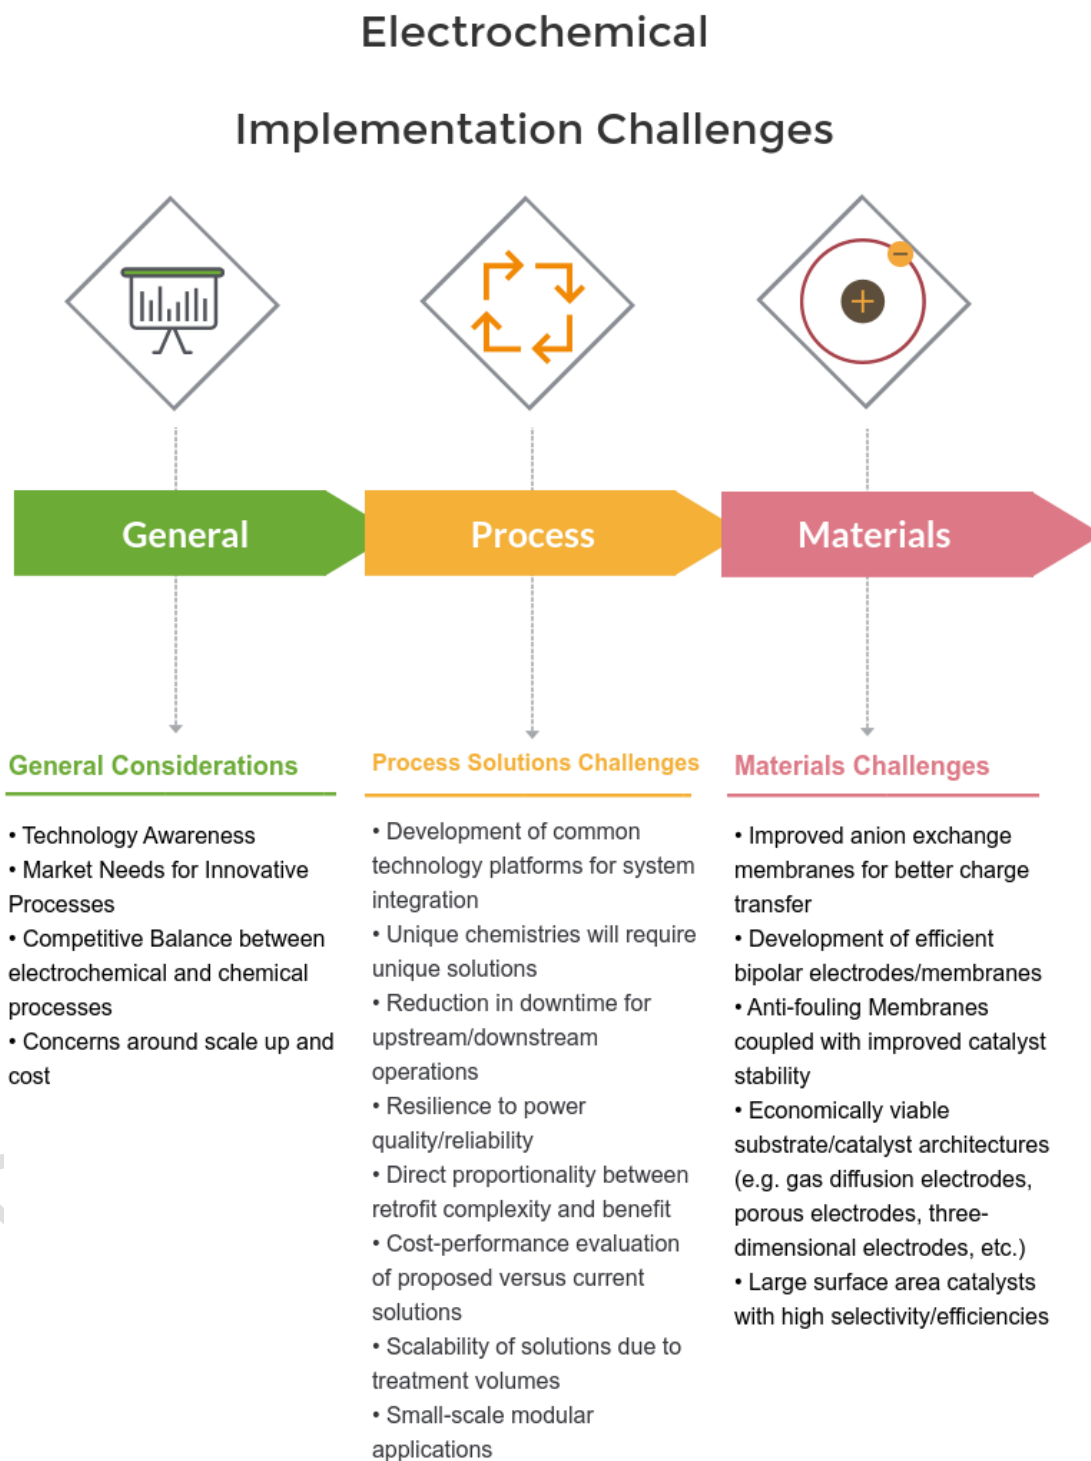 Electrochemical
Implementation Challenges
General
Process
Materials
General Considerations
• Technology Awareness
• Market Needs for Innovative
Processes
• Competitive Balance between
electrochemical and chemical
processes
• Concerns around scale up and
cost
Process Solutions Challenges
• Development of common
technology platforms for system
integration
• Unique chemistries will require
unique solutions
• Reduction in downtime for
upstream/downstream
operations
• Resilience to power
quality/reliability
• Direct proportionality between
retrofit complexity and benefit
• Cost-performance evaluation
of proposed versus current
solutions
• Scalability of solutions due to
treatment volumes
• Small-scale modular
applications
Materials Challenges
• Improved anion exchange
membranes for better charge
transfer
• Development of efficient
bipolar electrodes/membranes
• Anti-fouling Membranes
coupled with improved catalyst
stability
• Economically viable
substrate/catalyst architectures
(e.g. gas diffusion electrodes,
porous electrodes, three-
dimensional electrodes, etc.)
• Large surface area catalysts
with high selectivity/efficiencies